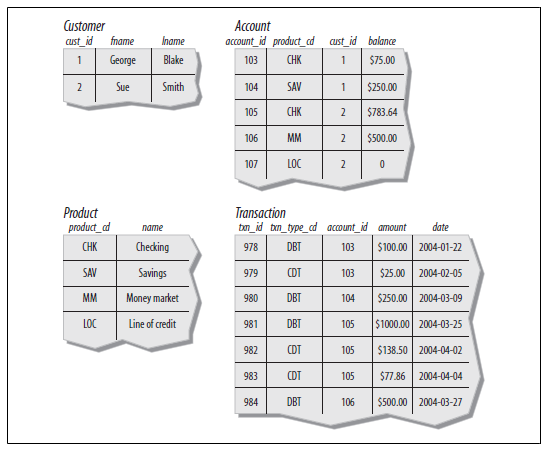 Customer
cust_id fname lname
1 George Blake
2 Sue Smith
Account
account_id product_cd cust_id balance
103 CHK 1 $75.00
104 SAV 1 $250.00
105 CHK 2 $783.64
106 MM 2 $500.00
107 LOC 2 0
Product
product_cd name
CHK Checking
SAV Savings
MM Money market
LOC Line of credit
Transaction
txn_id txn_type_cd account_id amount date
978 DBT 103 $100.00 2004-01-22
979 CDT 103 $25.00 2004-02-05
980 DBT 104 $250.00 2004-03-09
981 DBT 105 $1000.00 2004-03-25
982 CDT 105 $138.50 2004-04-02
983 CDT 105 $77.86 2004-04-04
984 DBT 106 $500.00 2004-03-27